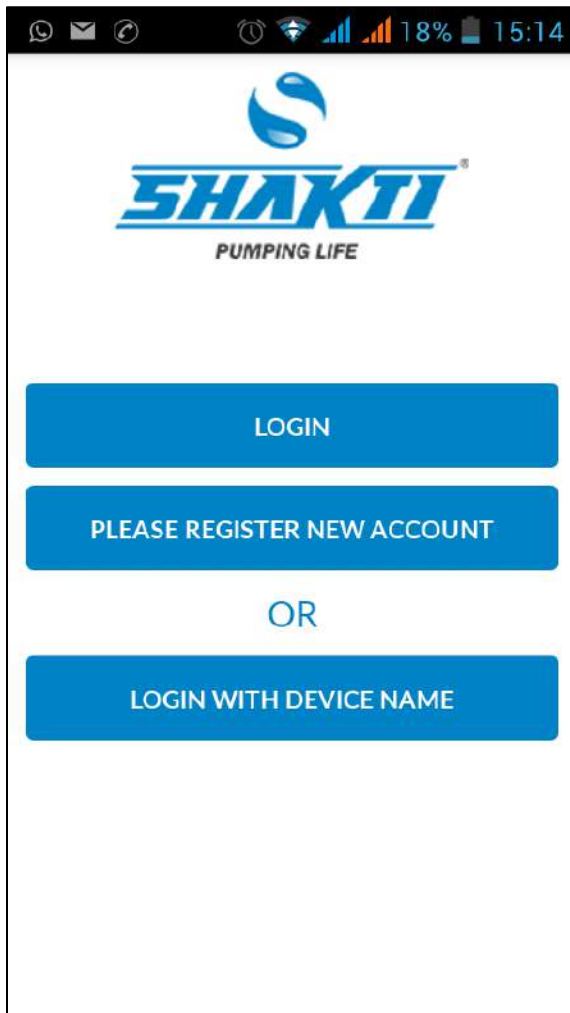 18% 15:14
SHAKTI®
PUMPING LIFE
LOGIN
PLEASE REGISTER NEW ACCOUNT
OR
LOGIN WITH DEVICE NAME